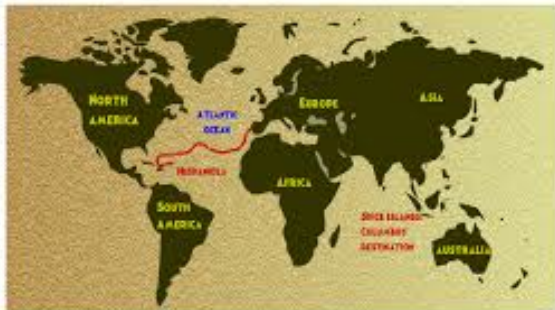 NORTH
AMERICA
ATLANTIC
OCEAN
EUROPE
ASIA
HISPANIOLA
AFRICA
SOUTH
AMERICA
SPICE ISLANDS:
COLUMBUS'
DESTINATION
AUSTRALIA